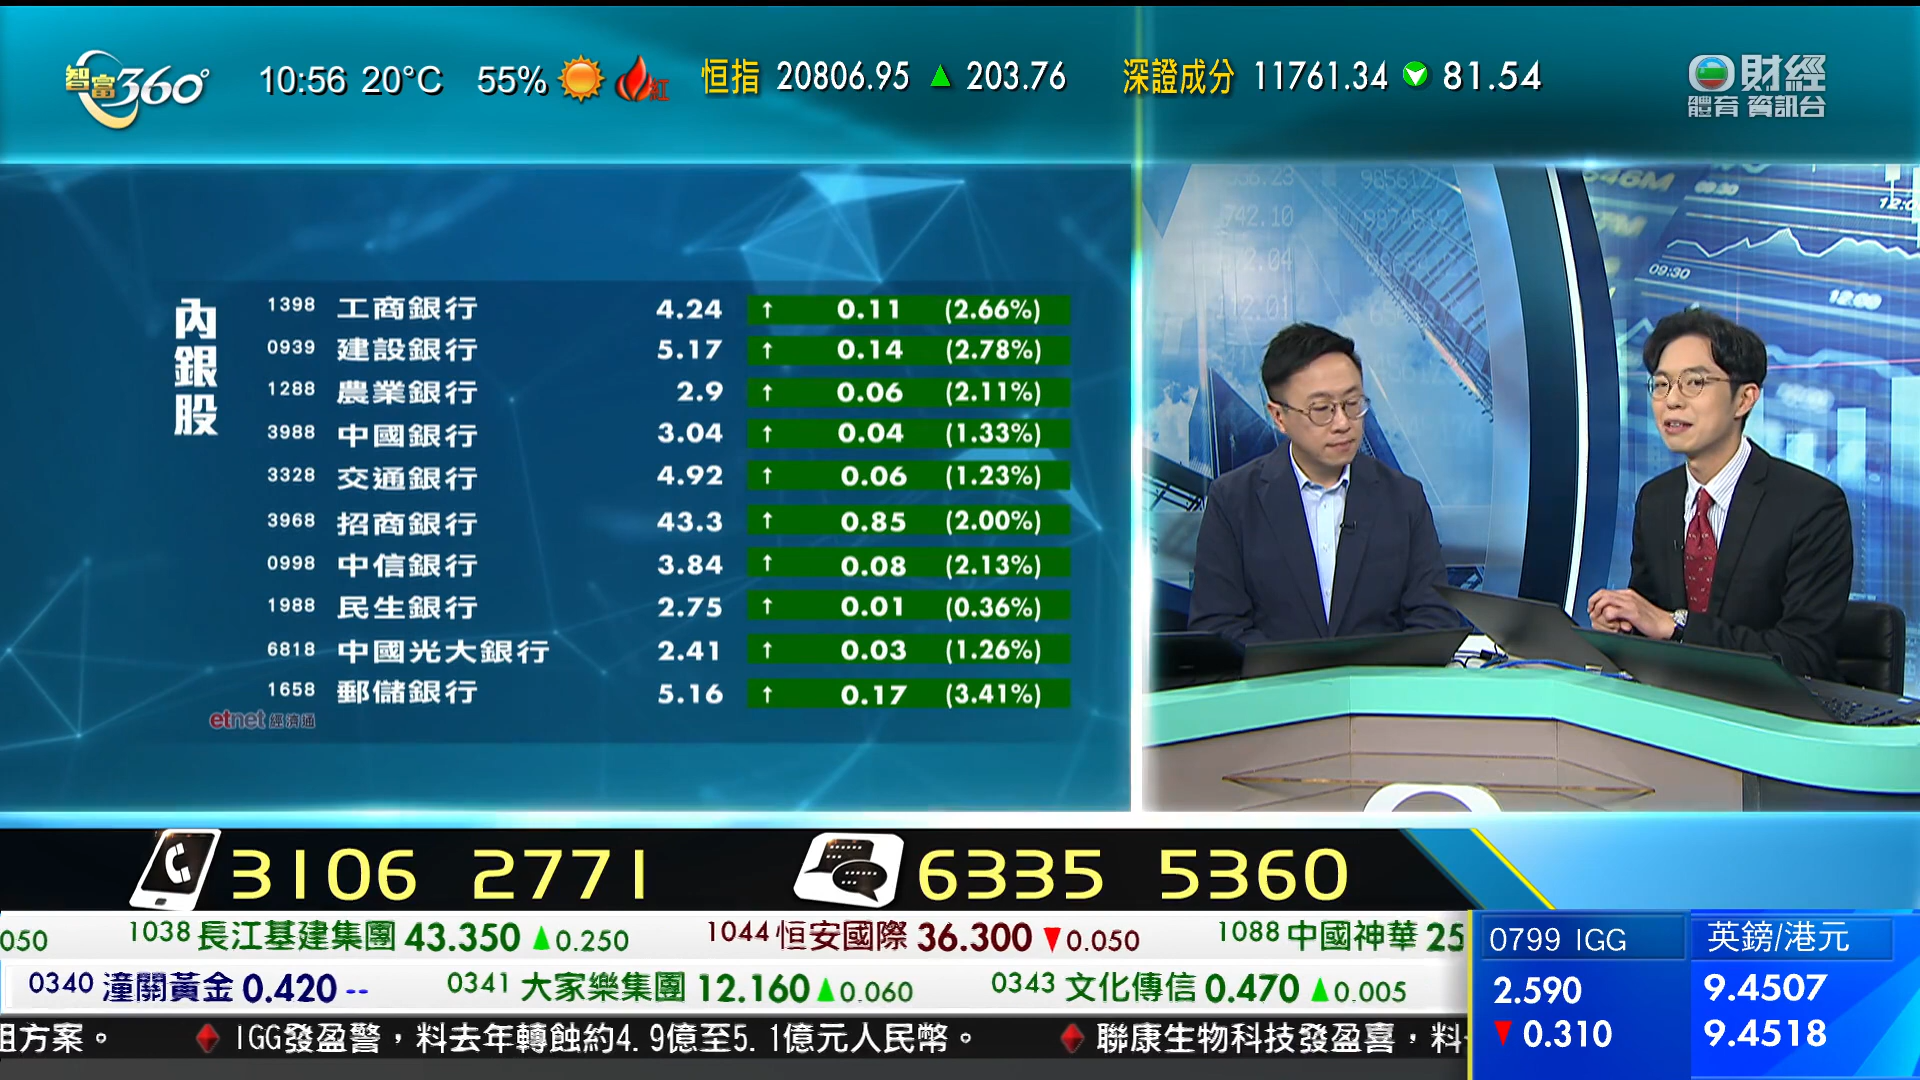 智富360°
10:56 20°C 55% 紅 恒指 20806.95 203.76 深證成分 11761.34 81.54
財經
體育 資訊台
內銀股
1398 工商銀行 4.24 ↑ 0.11 (2.66%)
0939 建設銀行 5.17 ↑ 0.14 (2.78%)
1288 農業銀行 2.9 ↑ 0.06 (2.11%)
3988 中國銀行 3.04 ↑ 0.04 (1.33%)
3328 交通銀行 4.92 ↑ 0.06 (1.23%)
3968 招商銀行 43.3 ↑ 0.85 (2.00%)
0998 中信銀行 3.84 ↑ 0.08 (2.13%)
1988 民生銀行 2.75 ↑ 0.01 (0.36%)
6818 中國光大銀行 2.41 ↑ 0.03 (1.26%)
1658 郵儲銀行 5.16 ↑ 0.17 (3.41%)
etnet 經濟通
09:30
12:00
09:30
3106 2771 6335 5360
050 1038 長江基建集團 43.350 ▲0.250 1044 恒安國際 36.300 ▼0.050 1088 中國神華 25
0340 潼關黃金 0.420 -- 0341 大家樂集團 12.160 ▲0.060 0343 文化傳信 0.470 ▲0.005
方案。 IGG發盈警，料去年轉蝕約4.9億至5.1億元人民幣。 聯康生物科技發盈喜，料
0799 IGG
2.590
▼0.310
英鎊/港元
9.4507
9.4518